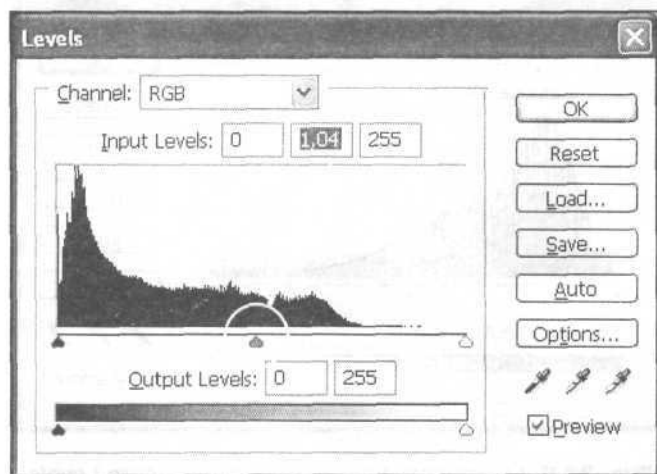 Levels
Channel: RGB
Input Levels: 0 1,04 255
Output Levels: 0 255
OK
Reset
Load...
Save...
Auto
Options...
Preview